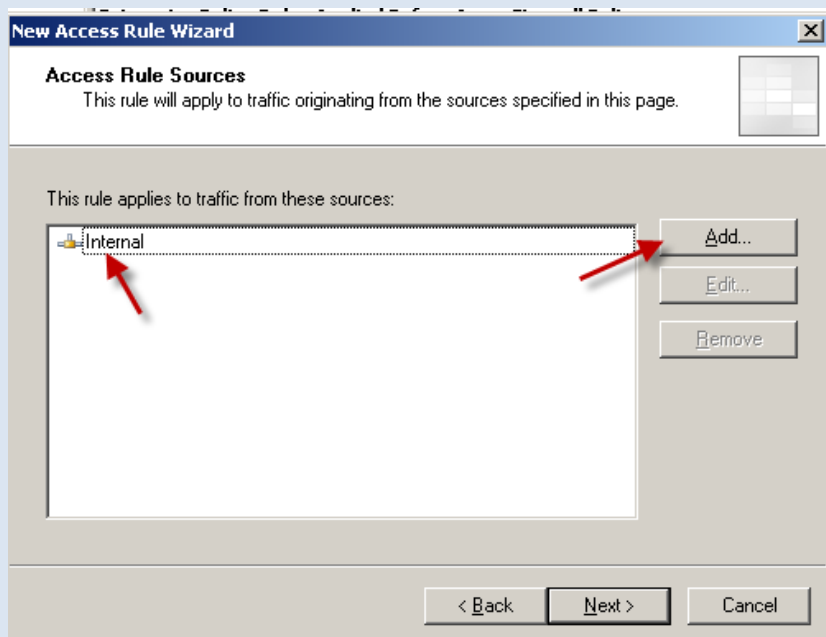 New Access Rule Wizard
Access Rule Sources
This rule will apply to traffic originating from the sources specified in this page.
This rule applies to traffic from these sources:
Internal
Add...
Edit...
Remove
< Back
Next >
Cancel